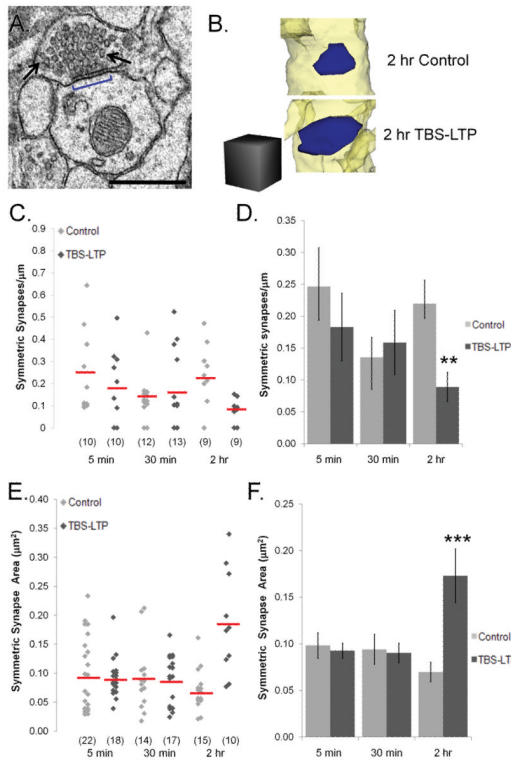 A.
B.
2 hr Control
2 hr TBS-LTP
C.
D.
Symmetric Synapses/µm
0.9
0.8
0.7
0.6
0.5
0.4
0.3
0.2
0.1
0
Control
TBS-LTP
(10) (10) (12) (13) (9) (9)
5 min 30 min 2 hr
Symmetric synapses/µm
0.35
0.30
0.25
0.20
0.15
0.10
0.05
0.00
Control
TBS-LTP
**
5 min 30 min 2 hr
E.
F.
Symmetric Synapse Area (µm²)
0.40
0.35
0.30
0.25
0.20
0.15
0.10
0.05
0.00
Control
TBS-LTP
(22) (18) (14) (17) (15) (10)
5 min 30 min 2 hr
Symmetric Synapse Area (µm²)
0.25
0.20
0.15
0.10
0.05
0.00
***
Control
TBS-LT
5 min 30 min 2 hr